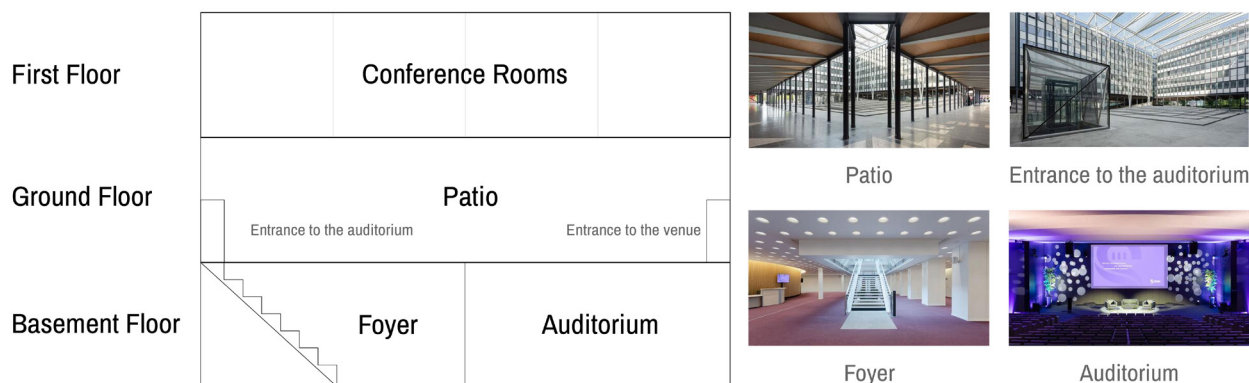 First Floor
Conference Rooms
Ground Floor
Patio
Entrance to the auditorium
Entrance to the venue
Basement Floor
Foyer
Auditorium
Patio
Entrance to the auditorium
Foyer
Auditorium